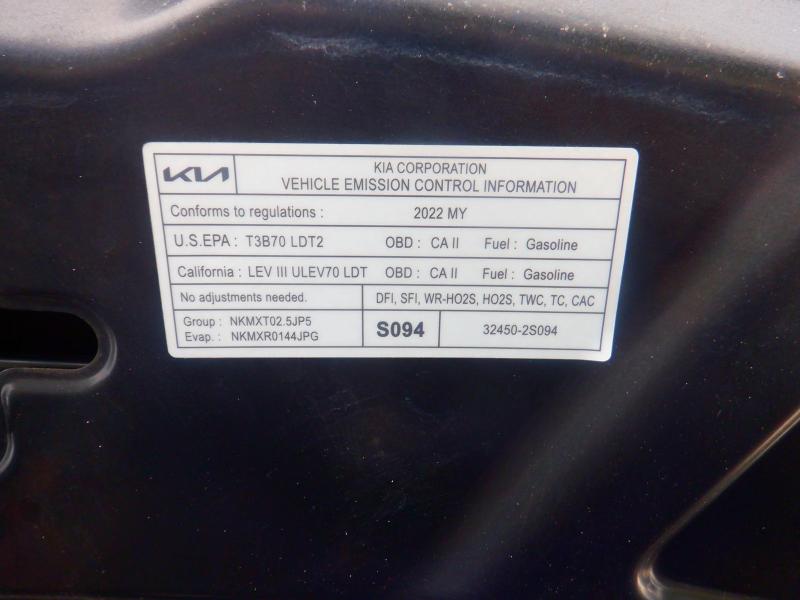 KIA
KIA CORPORATION
VEHICLE EMISSION CONTROL INFORMATION
Conforms to regulations : 2022 MY
U.S.EPA : T3B70 LDT2 OBD : CA II Fuel : Gasoline
California : LEV III ULEV70 LDT OBD : CA II Fuel : Gasoline
No adjustments needed. DFI, SFI, WR-HO2S, HO2S, TWC, TC, CAC
Group : NKMXT02.5JP5
Evap. : NKMXR0144JPG
S094
32450-2S094